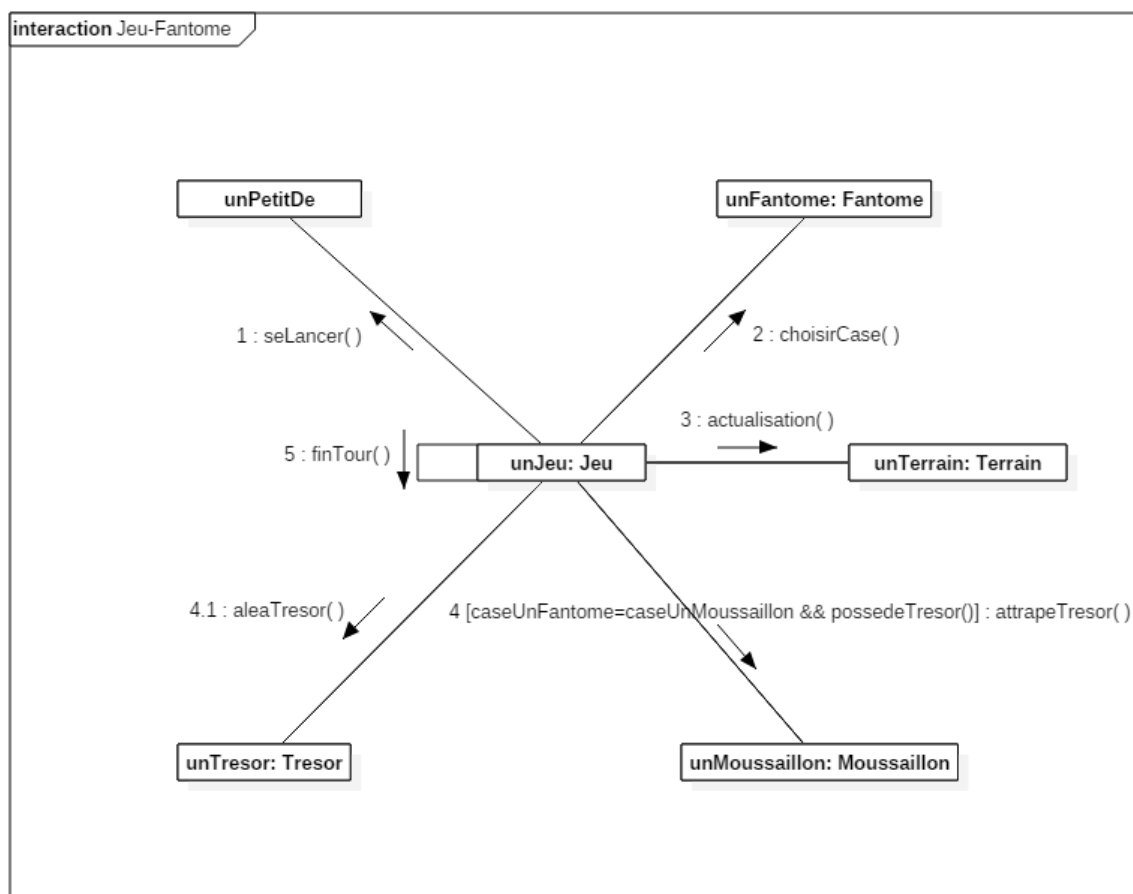 interaction Jeu-Fantome
unPetitDe
unFantome: Fantome
1 : seLancer( )
2 : choisirCase( )
3 : actualisation( )
5 : finTour( )
unJeu: Jeu
unTerrain: Terrain
4.1 : aleaTresor( )
4 [caseUnFantome=caseUnMoussaillon && possedeTresor()] : attrapeTresor( )
unTresor: Tresor
unMoussaillon: Moussaillon